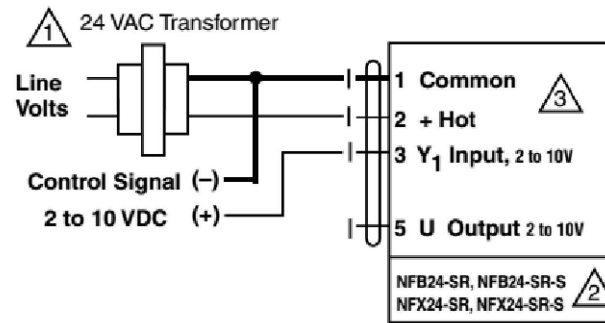 1 24 VAC Transformer
Line
Volts
1 Common
3
2 + Hot
3 Y1 Input, 2 to 10V
Control Signal (–)
2 to 10 VDC (+)
5 U Output 2 to 10V
NFB24-SR, NFB24-SR-S
NFX24-SR, NFX24-SR-S
2